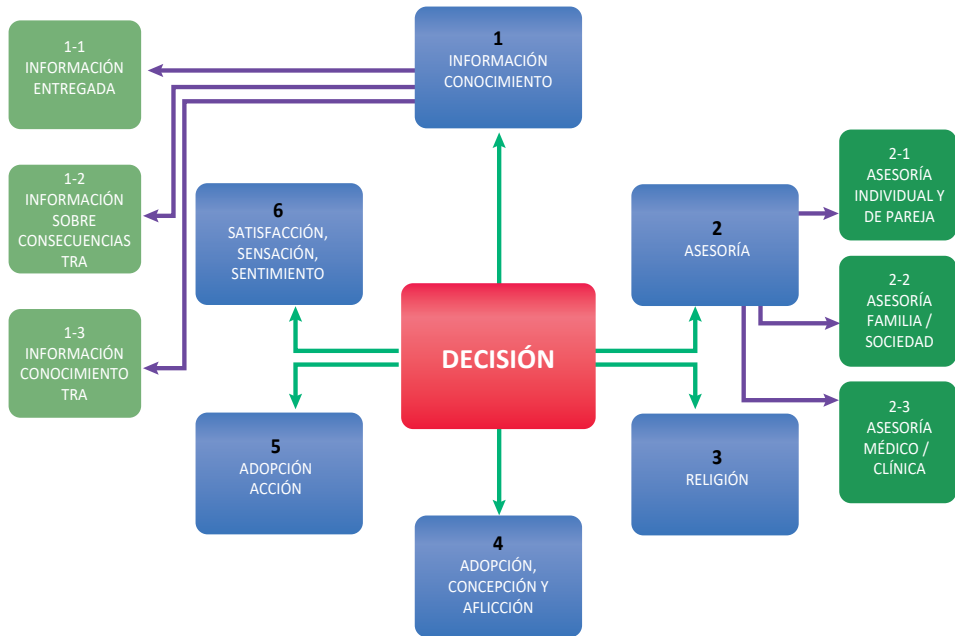 1
INFORMACIÓN
CONOCIMIENTO
1-1
INFORMACIÓN
ENTREGADA
1-2
INFORMACIÓN
SOBRE
CONSECUENCIAS
TRA
1-3
INFORMACIÓN
CONOCIMIENTO
TRA
6
SATISFACCIÓN,
SENSACIÓN,
SENTIMIENTO
2
ASESORÍA
2-1
ASESORÍA
INDIVIDUAL Y
DE PAREJA
2-2
ASESORÍA
FAMILIA /
SOCIEDAD
2-3
ASESORÍA
MÉDICO /
CLÍNICA
DECISIÓN
5
ADOPCIÓN
ACCIÓN
3
RELIGIÓN
4
ADOPCIÓN,
CONCEPCIÓN Y
AFLICCIÓN